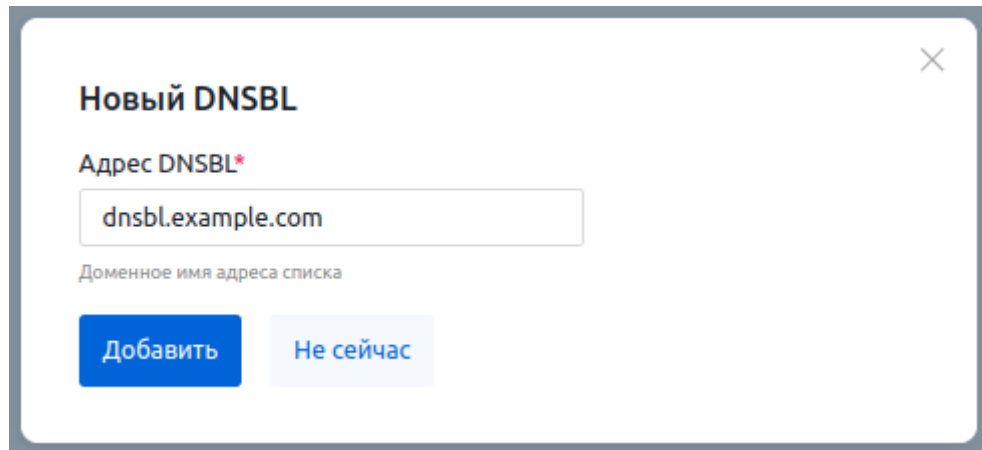 Новый DNSBL
Адрес DNSBL*
dnsbl.example.com
Доменное имя адреса списка
Добавить Не сейчас